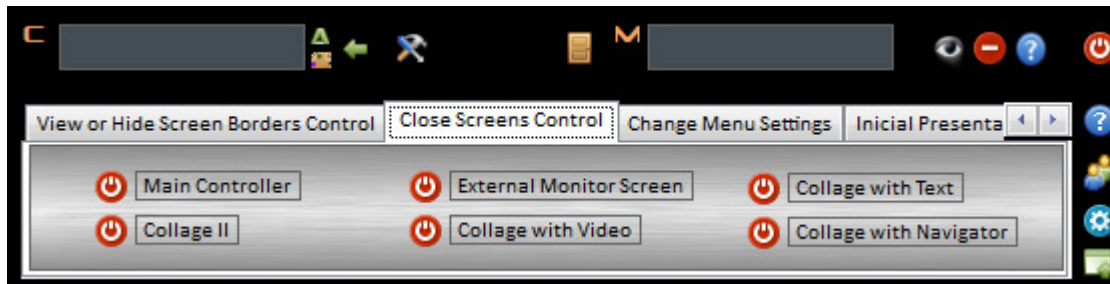 C A M
View or Hide Screen Borders Control Close Screens Control Change Menu Settings Inicial Presenta
Main Controller External Monitor Screen Collage with Text
Collage II Collage with Video Collage with Navigator